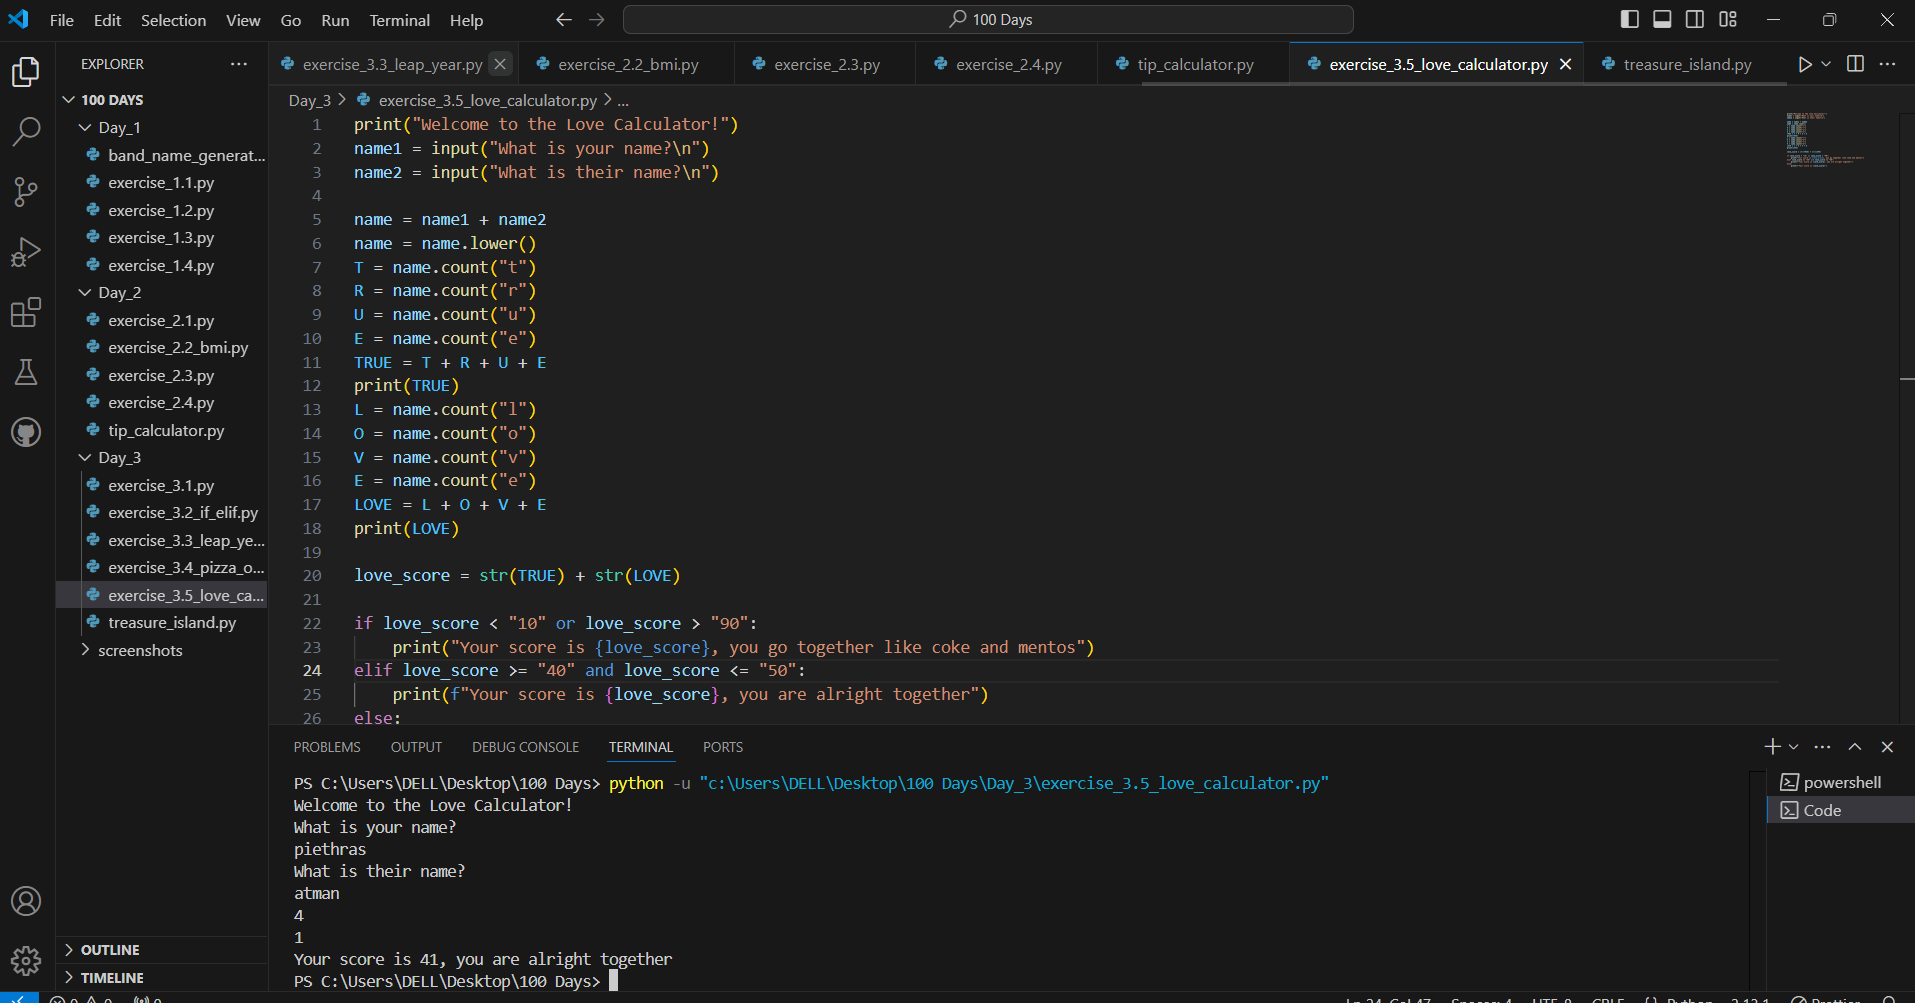 File Edit Selection View Go Run Terminal Help
100 Days
EXPLORER
exercise_3.3_leap_year.py
exercise_2.2_bmi.py
exercise_2.3.py
exercise_2.4.py
tip_calculator.py
exercise_3.5_love_calculator.py
treasure_island.py
100 DAYS
Day_1
band_name_generat...
exercise_1.1.py
exercise_1.2.py
exercise_1.3.py
exercise_1.4.py
Day_2
exercise_2.1.py
exercise_2.2_bmi.py
exercise_2.3.py
exercise_2.4.py
tip_calculator.py
Day_3
exercise_3.1.py
exercise_3.2_if_elif.py
exercise_3.3_leap_ye...
exercise_3.4_pizza_o...
exercise_3.5_love_ca...
treasure_island.py
screenshots
OUTLINE
TIMELINE
Day_3 > exercise_3.5_love_calculator.py > ...
1 print("Welcome to the Love Calculator!")
2 name1 = input("What is your name?\n")
3 name2 = input("What is their name?\n")
4
5 name = name1 + name2
6 name = name.lower()
7 T = name.count("t")
8 R = name.count("r")
9 U = name.count("u")
10 E = name.count("e")
11 TRUE = T + R + U + E
12 print(TRUE)
13 L = name.count("l")
14 O = name.count("o")
15 V = name.count("v")
16 E = name.count("e")
17 LOVE = L + O + V + E
18 print(LOVE)
19
20 love_score = str(TRUE) + str(LOVE)
21
22 if love_score < "10" or love_score > "90":
23     print("Your score is {love_score}, you go together like coke and mentos")
24 elif love_score >= "40" and love_score <= "50":
25     print(f"Your score is {love_score}, you are alright together")
26 else:
PROBLEMS OUTPUT DEBUG CONSOLE TERMINAL PORTS
PS C:\Users\DELL\Desktop\100 Days> python -u "c:\Users\DELL\Desktop\100 Days\Day_3\exercise_3.5_love_calculator.py"
Welcome to the Love Calculator!
What is your name?
piethras
What is their name?
atman
4
1
Your score is 41, you are alright together
PS C:\Users\DELL\Desktop\100 Days>
powershell
Code